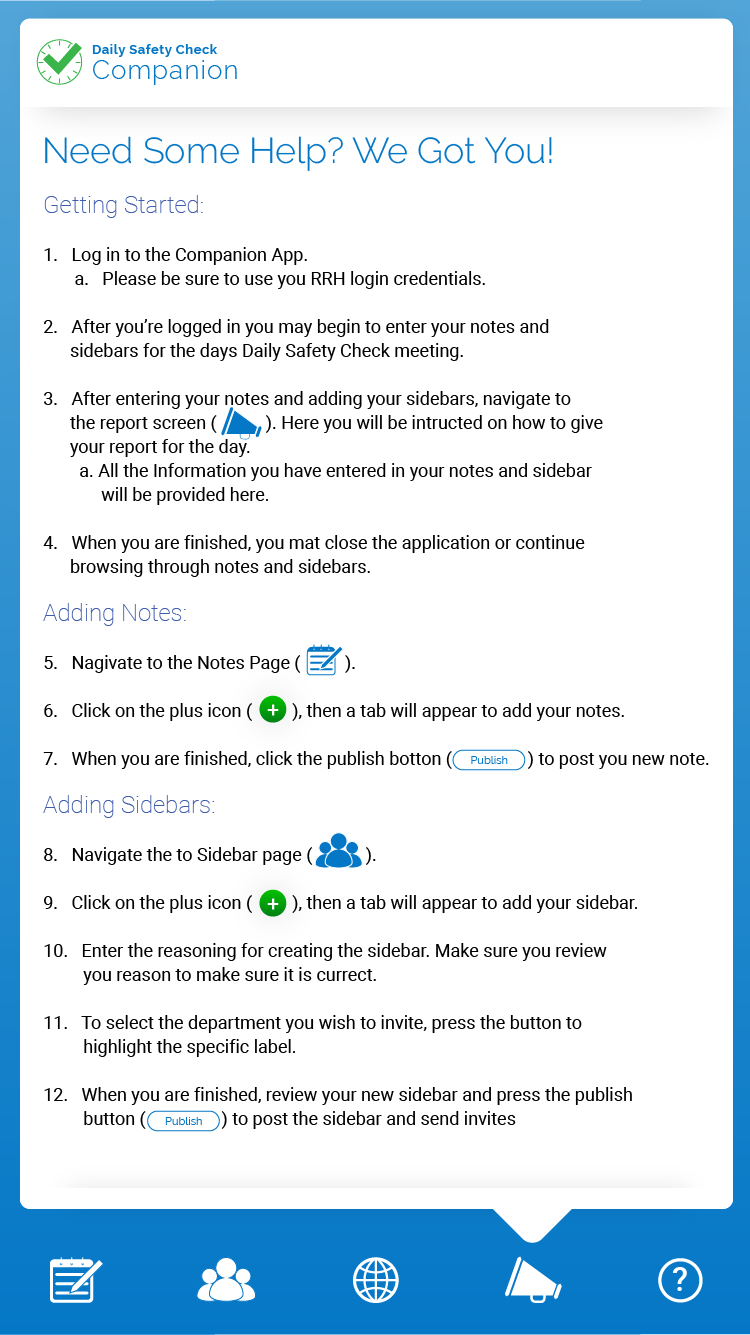 Daily Safety Check
Companion
Need Some Help? We Got You!
Getting Started:
1. Log in to the Companion App.
a. Please be sure to use you RRH login credentials.
2. After you’re logged in you may begin to enter your notes and
sidebars for the days Daily Safety Check meeting.
3. After entering your notes and adding your sidebars, navigate to
the report screen ( ). Here you will be intructed on how to give
your report for the day.
a. All the Information you have entered in your notes and sidebar
will be provided here.
4. When you are finished, you mat close the application or continue
browsing through notes and sidebars.
Adding Notes:
5. Nagivate to the Notes Page ( ).
6. Click on the plus icon ( + ), then a tab will appear to add your notes.
7. When you are finished, click the publish botton ( Publish ) to post you new note.
Adding Sidebars:
8. Navigate the to Sidebar page ( ).
9. Click on the plus icon ( + ), then a tab will appear to add your sidebar.
10. Enter the reasoning for creating the sidebar. Make sure you review
you reason to make sure it is currect.
11. To select the department you wish to invite, press the button to
highlight the specific label.
12. When you are finished, review your new sidebar and press the publish
button ( Publish ) to post the sidebar and send invites
?